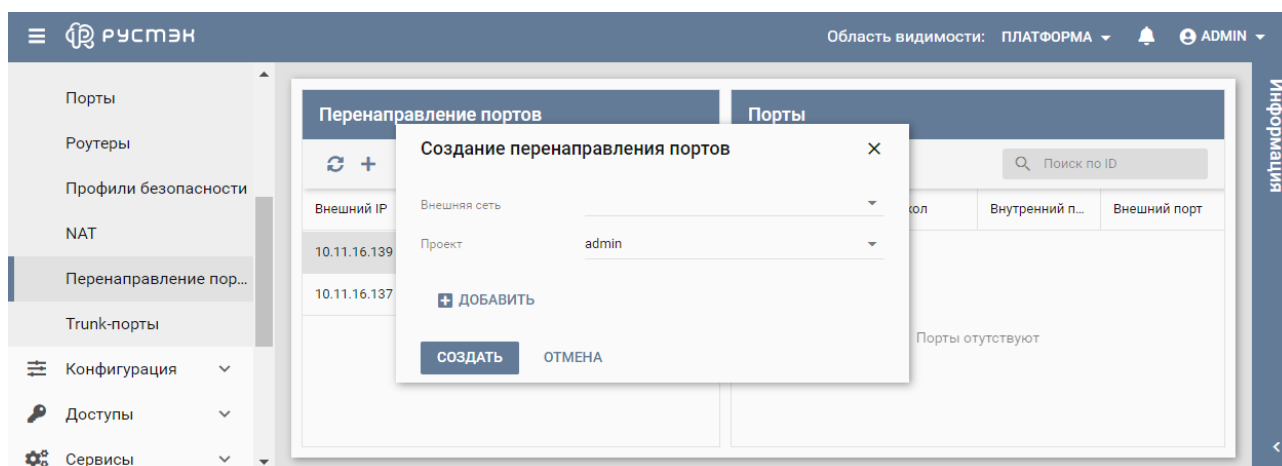 РУСТЭК
Область видимости: ПЛАТФОРМА
ADMIN
Порты
Роутеры
Профили безопасности
NAT
Перенаправление пор...
Trunk-порты
Конфигурация
Доступы
Сервисы
Перенаправление портов
Внешний IP
10.11.16.139
10.11.16.137
Порты
Поиск по ID
кол
Внутренний п...
Внешний порт
Порты отутствуют
Создание перенаправления портов
Внешняя сеть
Проект
admin
ДОБАВИТЬ
СОЗДАТЬ
ОТМЕНА
Информация